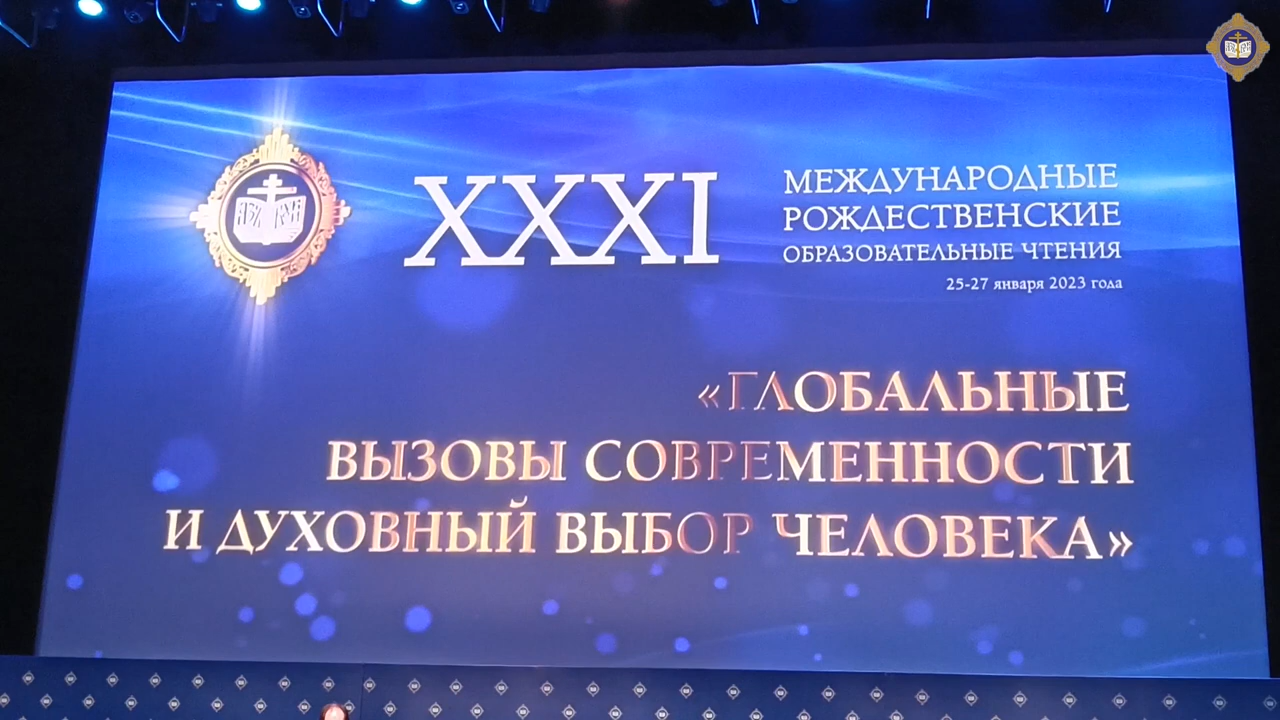 XXXI
МЕЖДУНАРОДНЫЕ
РОЖДЕСТВЕНСКИЕ
ОБРАЗОВАТЕЛЬНЫЕ ЧТЕНИЯ
25-27 января 2023 года
«ГЛОБАЛЬНЫЕ
ВЫЗОВЫ СОВРЕМЕННОСТИ
И ДУХОВНЫЙ ВЫБОР ЧЕЛОВЕКА»